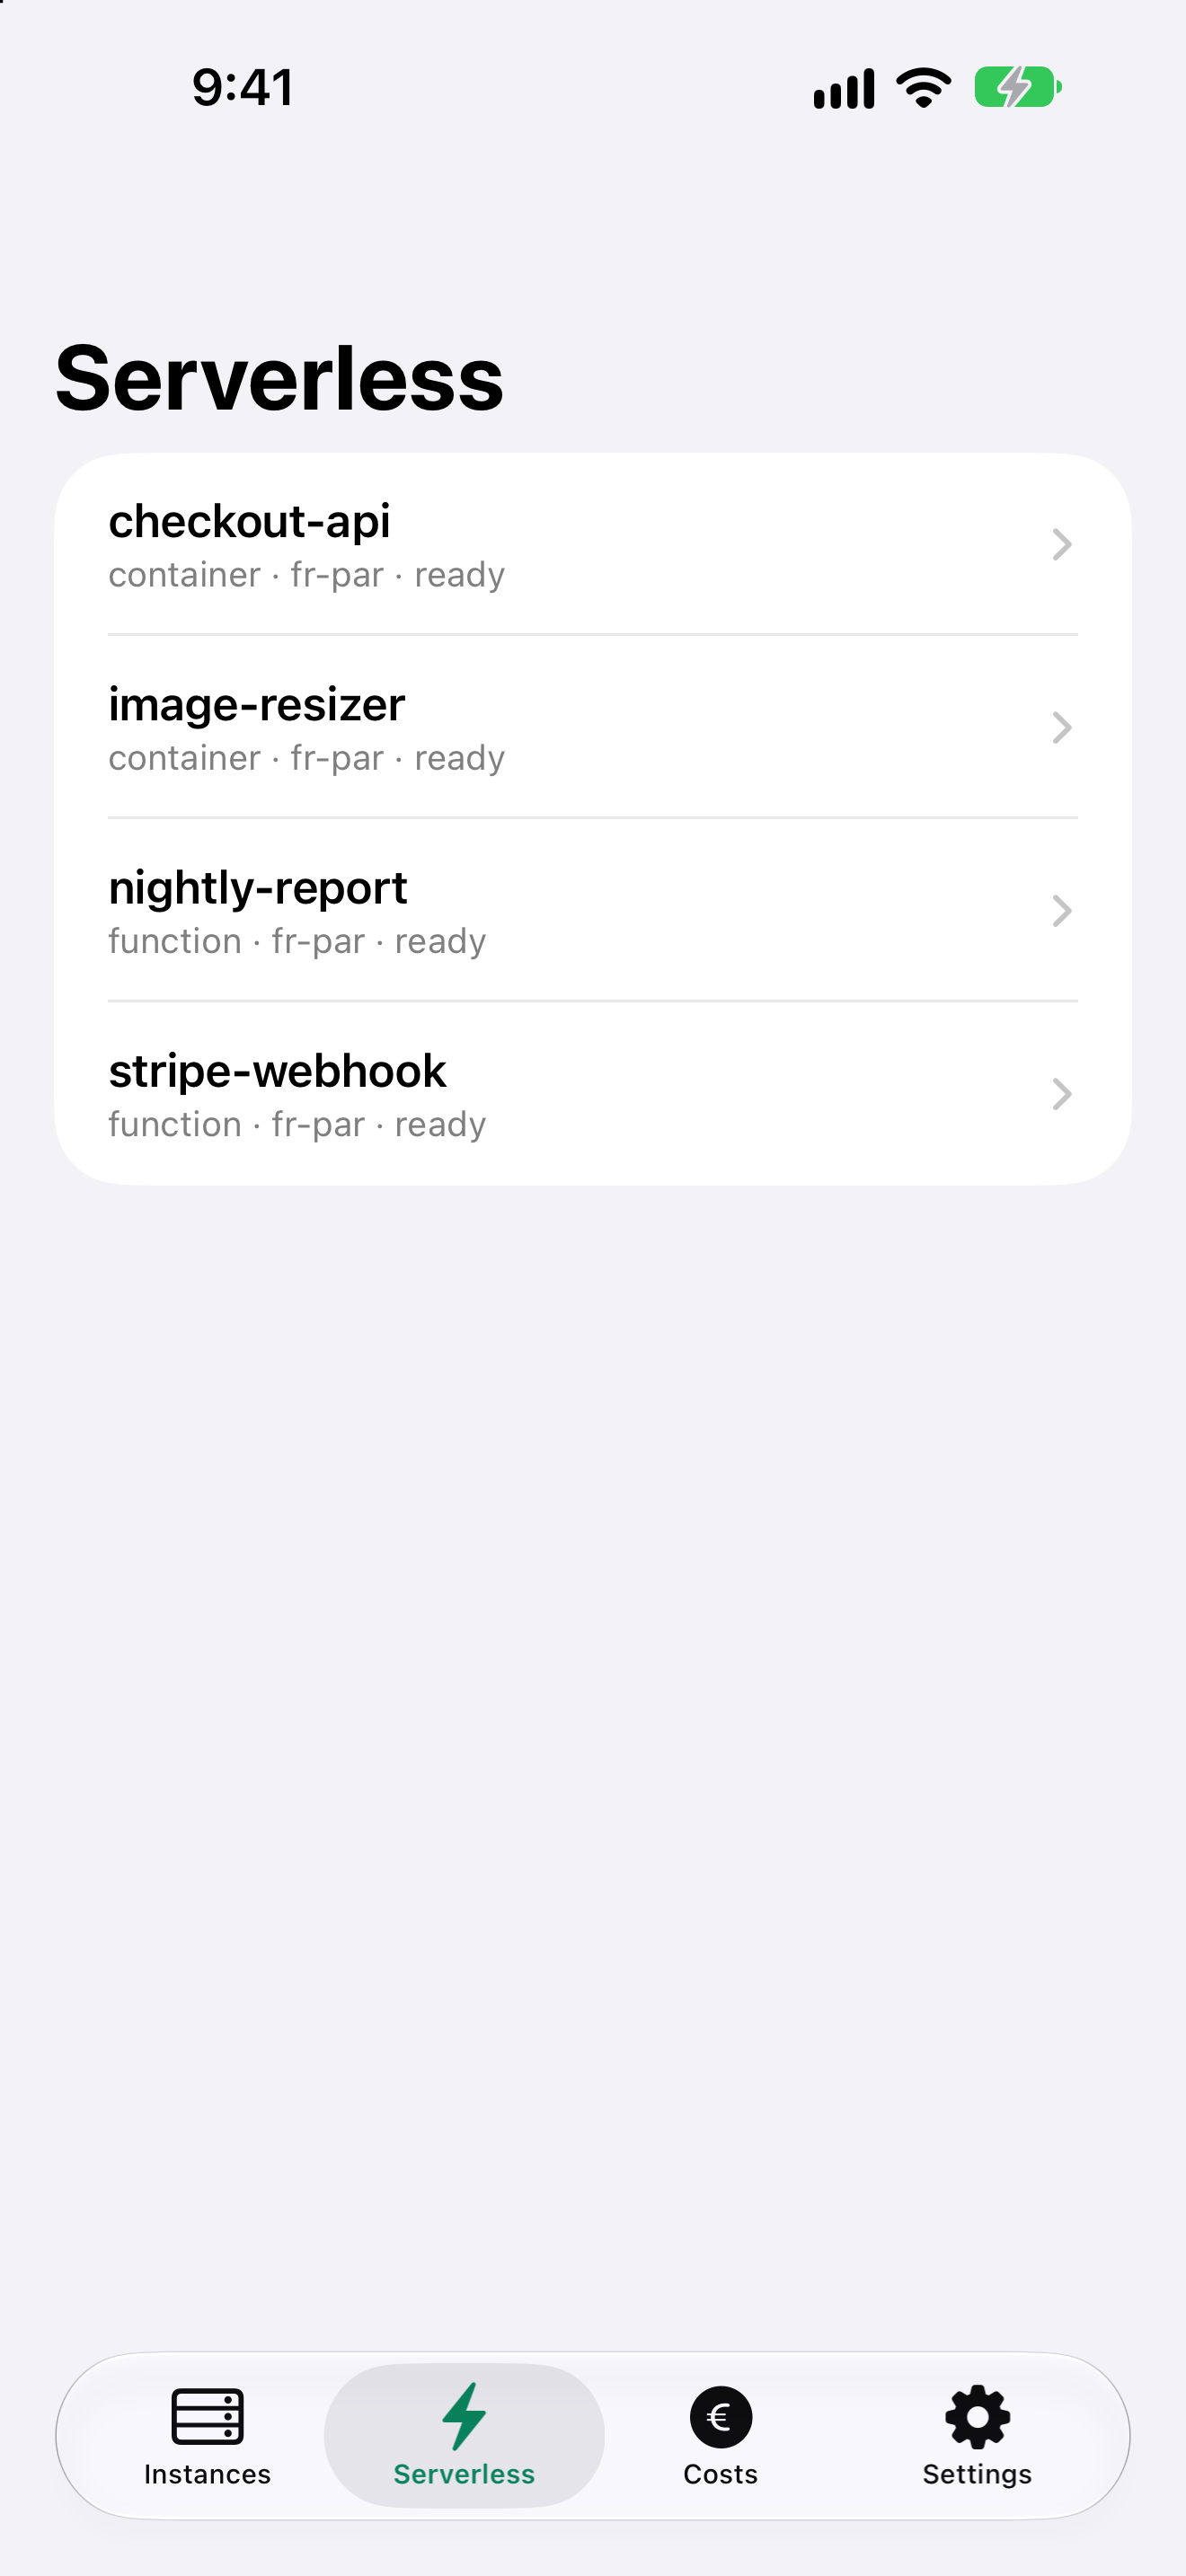 9:41
Serverless
checkout-api
container · fr-par · ready
image-resizer
container · fr-par · ready
nightly-report
function · fr-par · ready
stripe-webhook
function · fr-par · ready
€
Instances Serverless Costs Settings